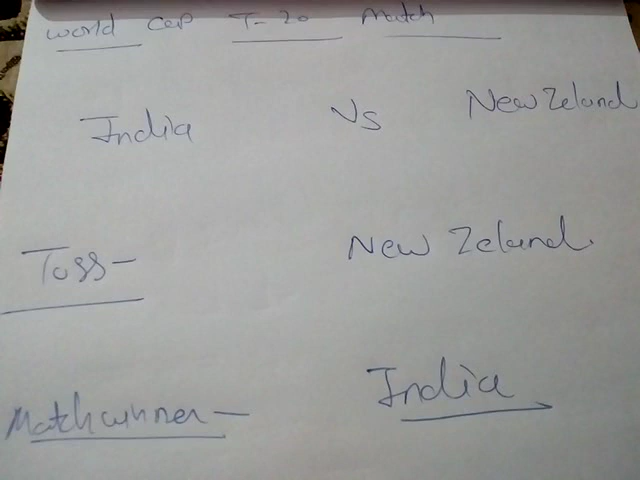 world cup T-20 Match
India Vs New Zeland
Toss- New Zeland
Matchwinner- India